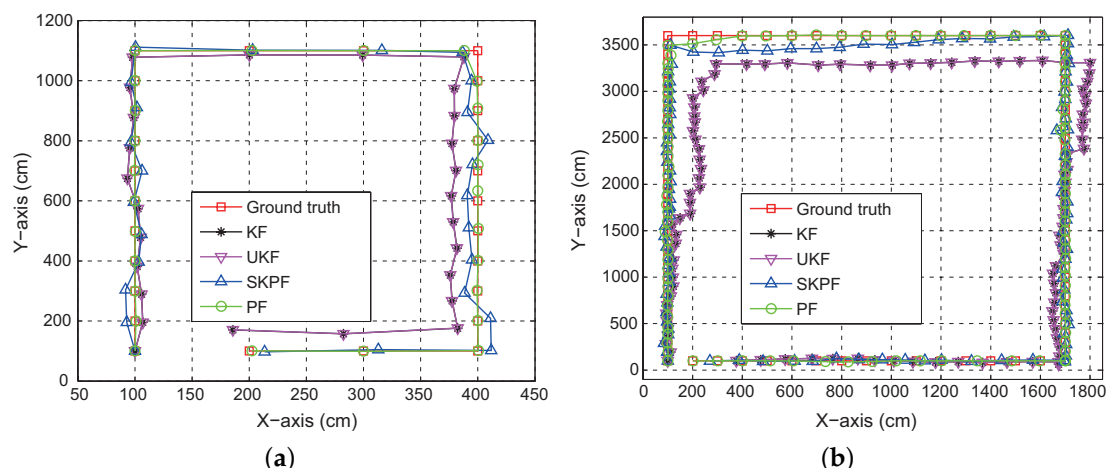 1200
1000
800
600
400
200
0
Y−axis (cm)
Ground truth
KF
UKF
SKPF
PF
50 100 150 200 250 300 350 400 450
X−axis (cm)
(a)
3500
3000
2500
2000
1500
1000
500
0
Y−axis (cm)
Ground truth
KF
UKF
SKPF
PF
0 200 400 600 800 1000 1200 1400 1600 1800
X−axis (cm)
(b)